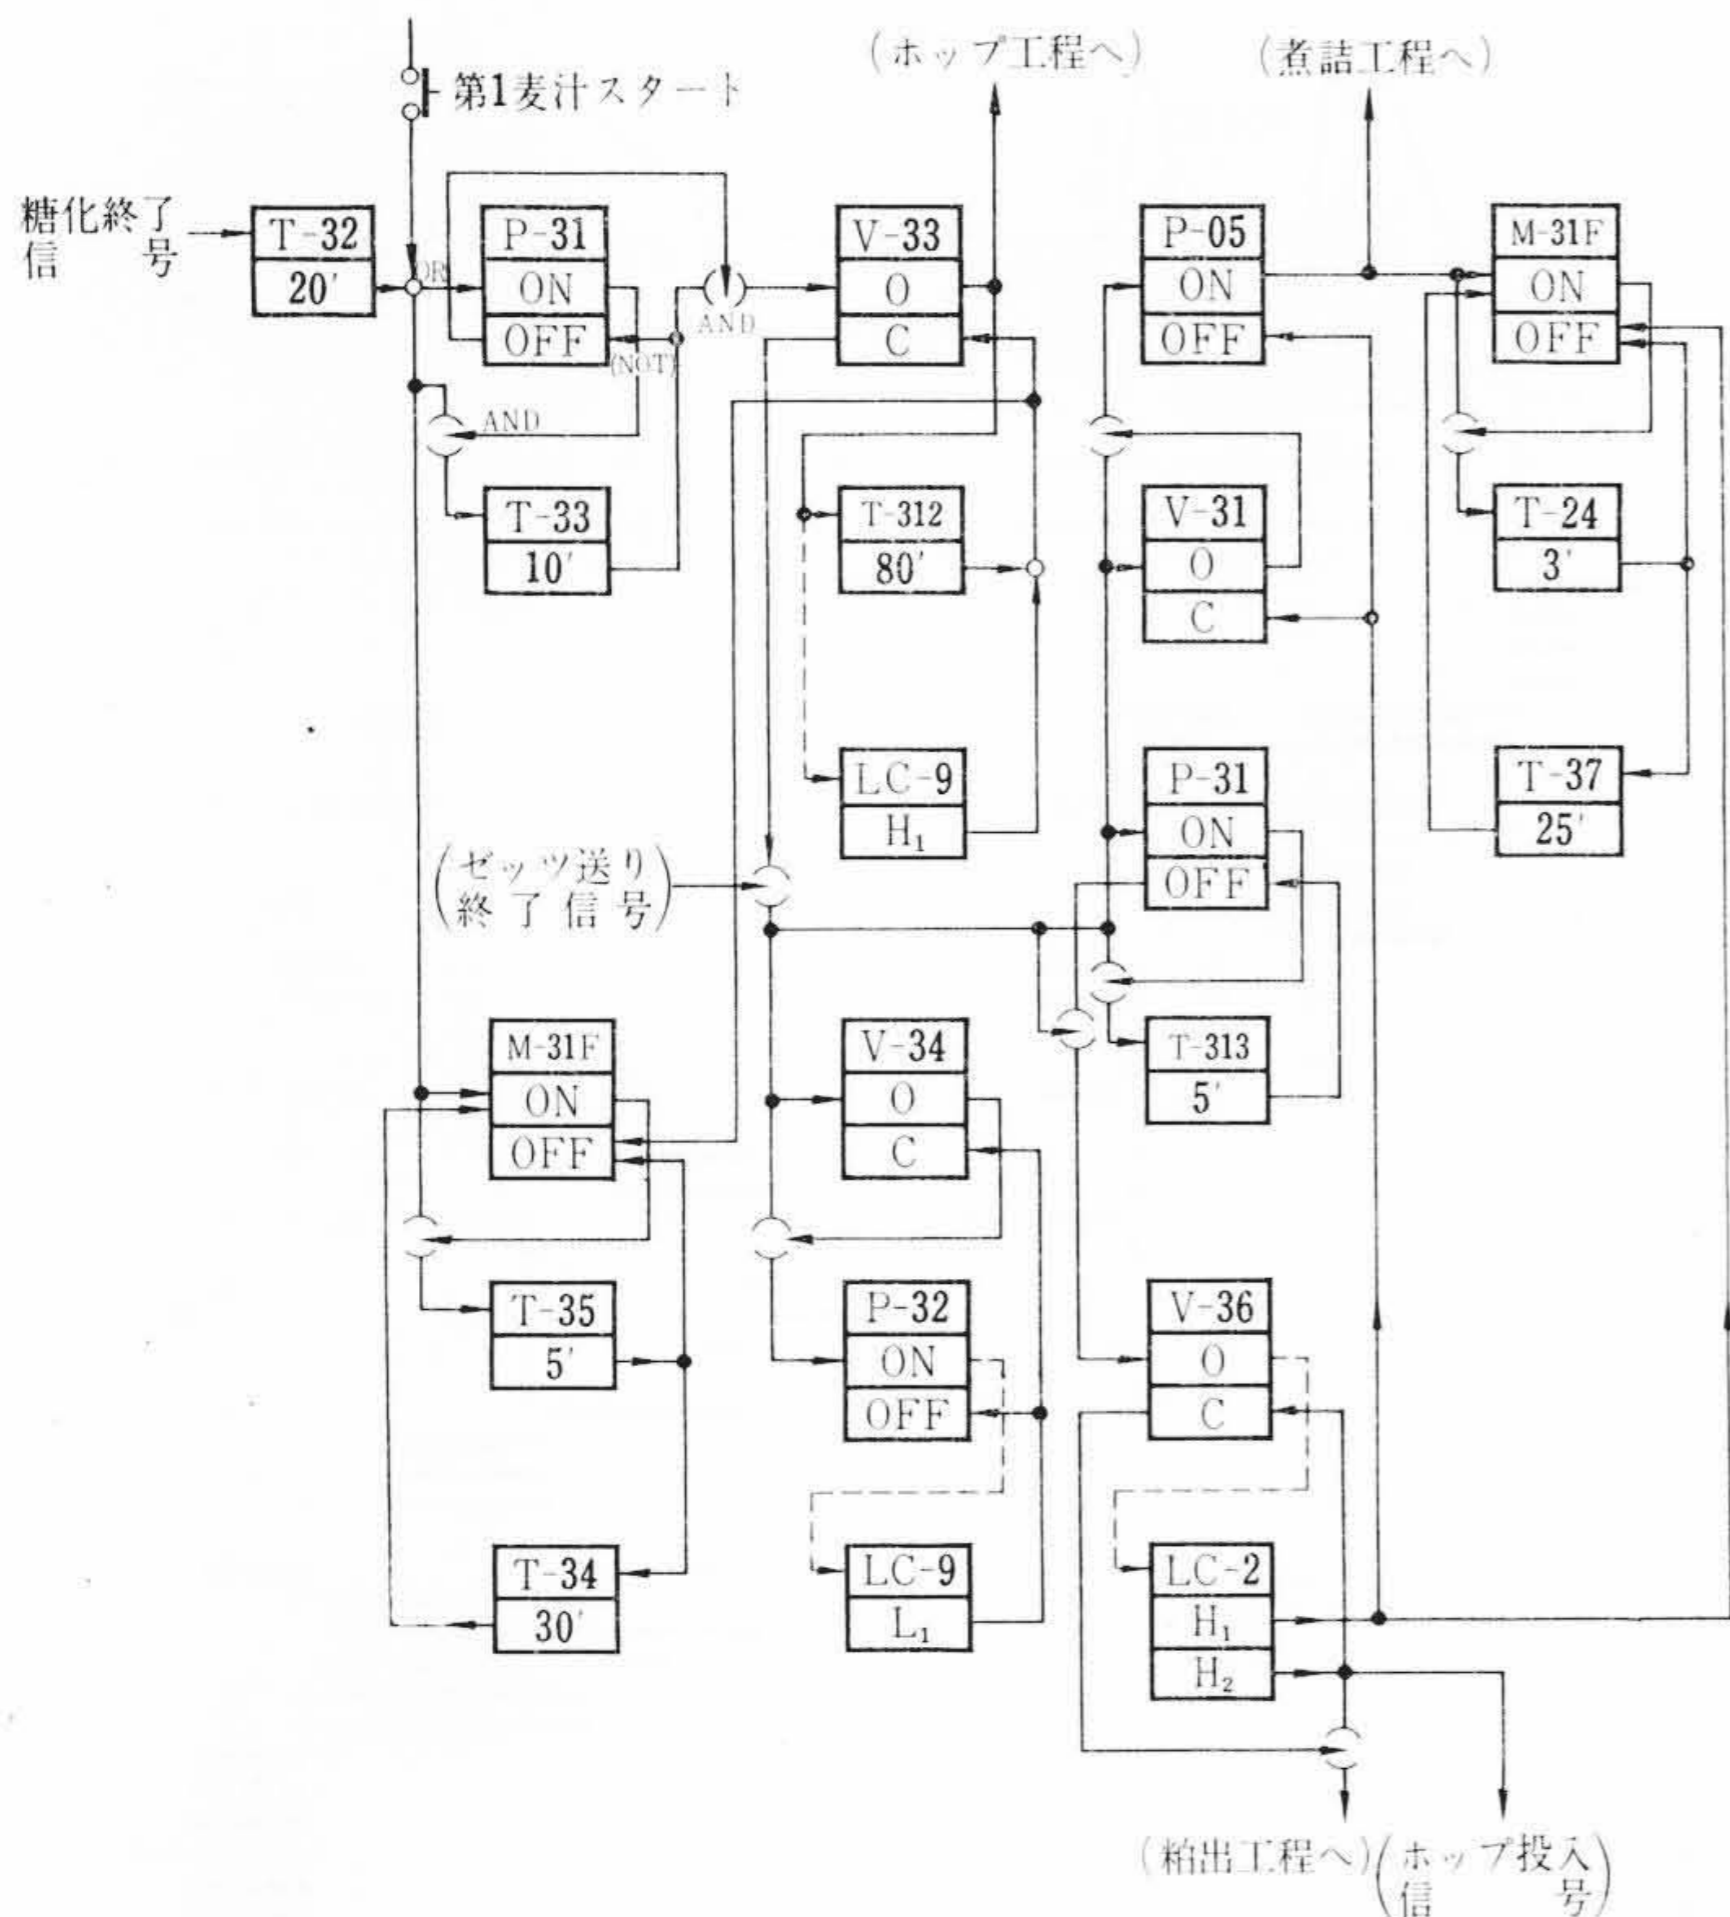 (ホップ工程へ)
(煮詰工程へ)
第1麦汁スタート
糖化終了
信号
T-32
20′
OR
P-31
ON
OFF
(NOT)
AND
V-33
O
C
P-05
ON
OFF
M-31F
ON
OFF
AND
T-33
10′
T-312
80′
V-31
O
C
T-24
3′
LC-9
H₁
P-31
ON
OFF
T-37
25′
(ゼッツ送り
終了信号)
M-31F
ON
OFF
V-34
O
C
T-313
5′
T-35
5′
P-32
ON
OFF
V-36
O
C
T-34
30′
LC-9
L₁
LC-2
H₁
H₂
(粕出工程へ)
(ホップ投入
信号)